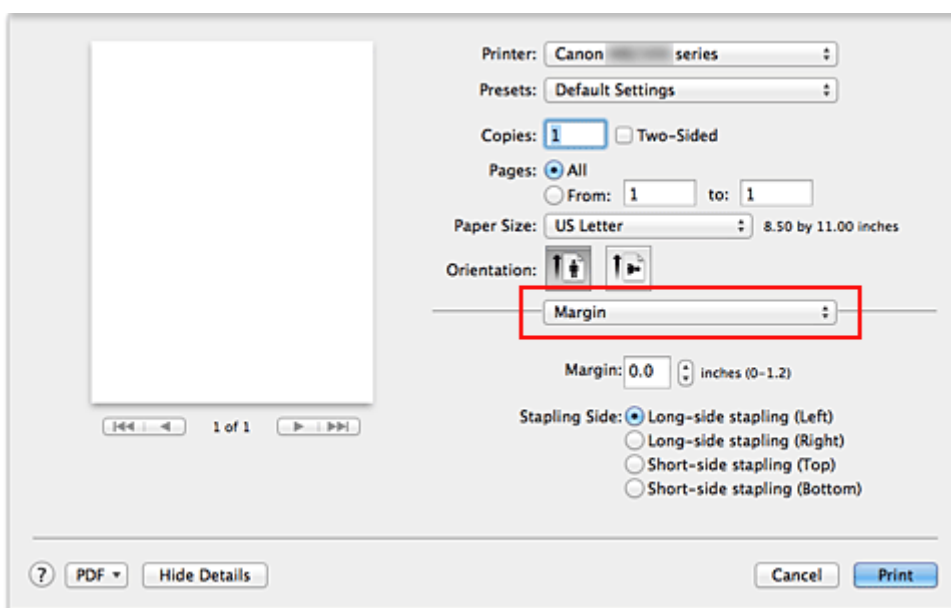 Printer: Canon series
Presets: Default Settings
Copies: 1 Two-Sided
Pages: All
From: 1 to: 1
Paper Size: US Letter 8.50 by 11.00 inches
Orientation:
Margin
Margin: 0.0 inches (0-1.2)
1 of 1
Stapling Side: Long-side stapling (Left)
Long-side stapling (Right)
Short-side stapling (Top)
Short-side stapling (Bottom)
? PDF Hide Details Cancel Print